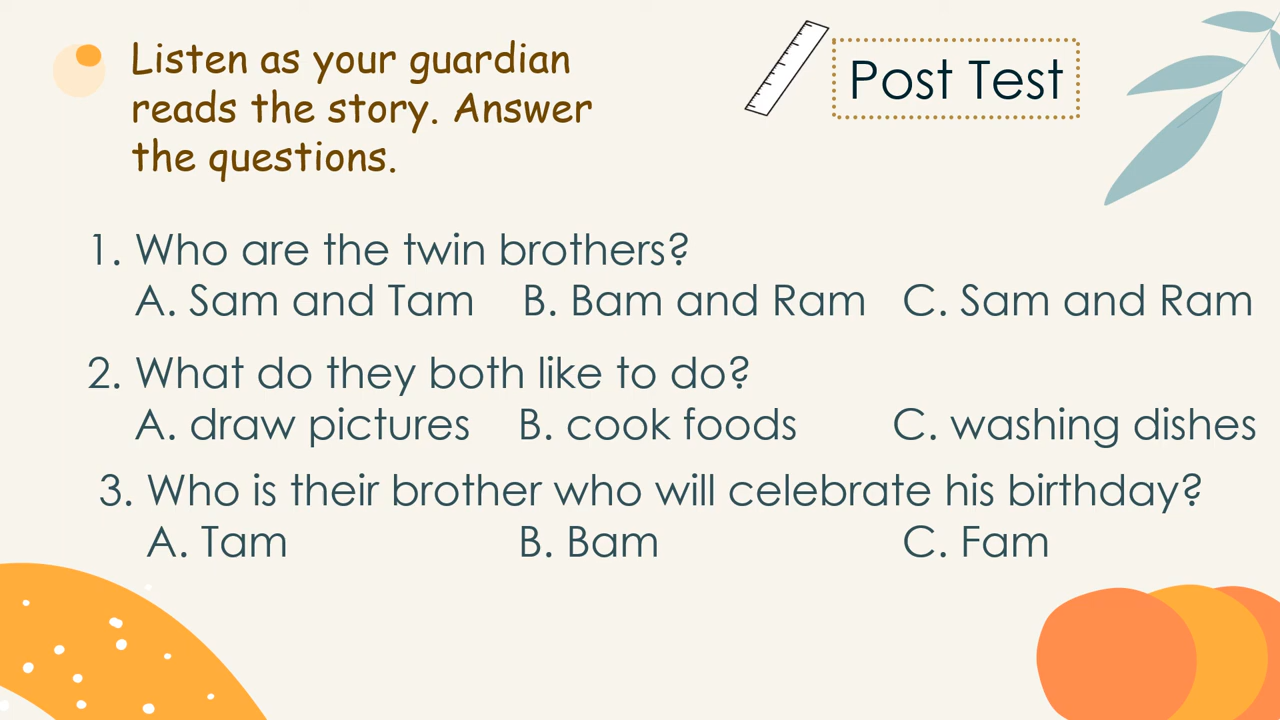 Listen as your guardian
reads the story. Answer
the questions.
Post Test
1. Who are the twin brothers?
A. Sam and Tam B. Bam and Ram C. Sam and Ram
2. What do they both like to do?
A. draw pictures B. cook foods C. washing dishes
3. Who is their brother who will celebrate his birthday?
A. Tam B. Bam C. Fam